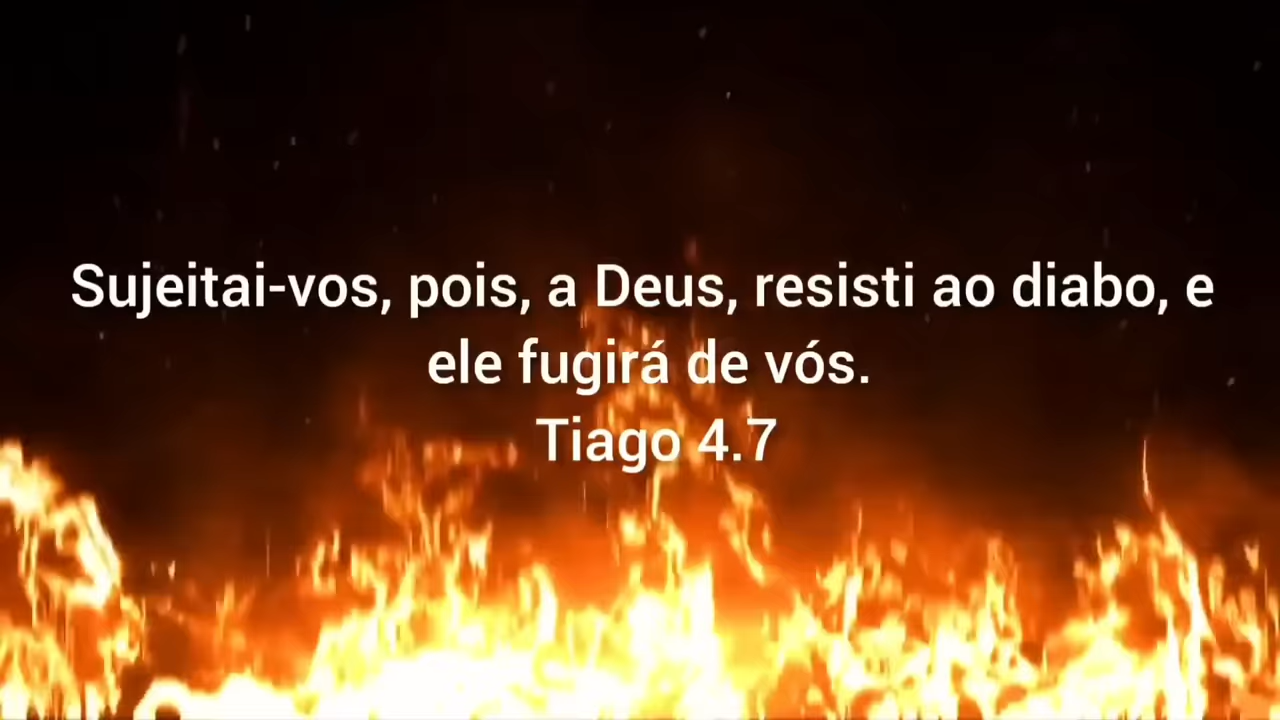 Sujeitai-vos, pois, a Deus, resisti ao diabo, e
ele fugirá de vós.
Tiago 4.7